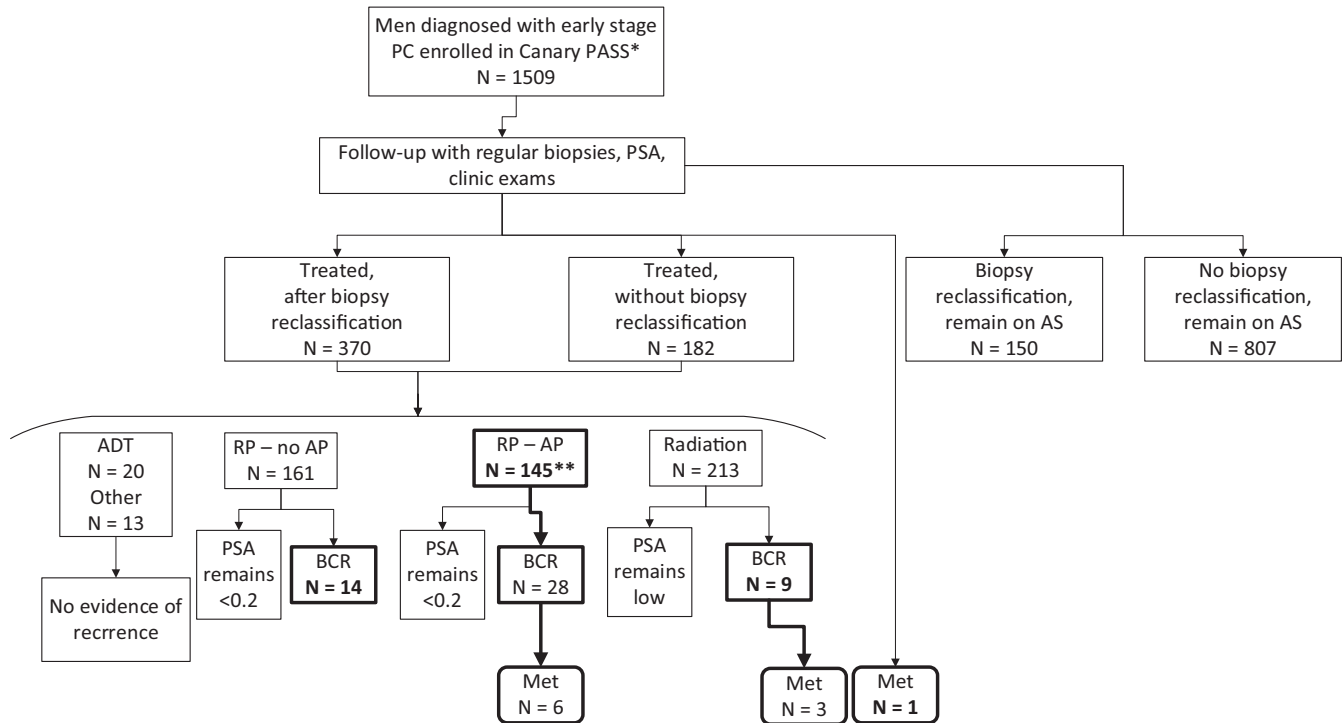 Men diagnosed with early stage
PC enrolled in Canary PASS*
N = 1509
Follow-up with regular biopsies, PSA,
clinic exams
Treated,
after biopsy
reclassification
N = 370
Treated,
without biopsy
reclassification
N = 182
Biopsy
reclassification,
remain on AS
N = 150
No biopsy
reclassification,
remain on AS
N = 807
ADT
N = 20
Other
N = 13
RP – no AP
N = 161
RP – AP
N = 145**
Radiation
N = 213
No evidence of
recrrence
PSA
remains
<0.2
BCR
N = 14
PSA
remains
<0.2
BCR
N = 28
PSA
remains
low
BCR
N = 9
Met
N = 6
Met
N = 3
Met
N = 1